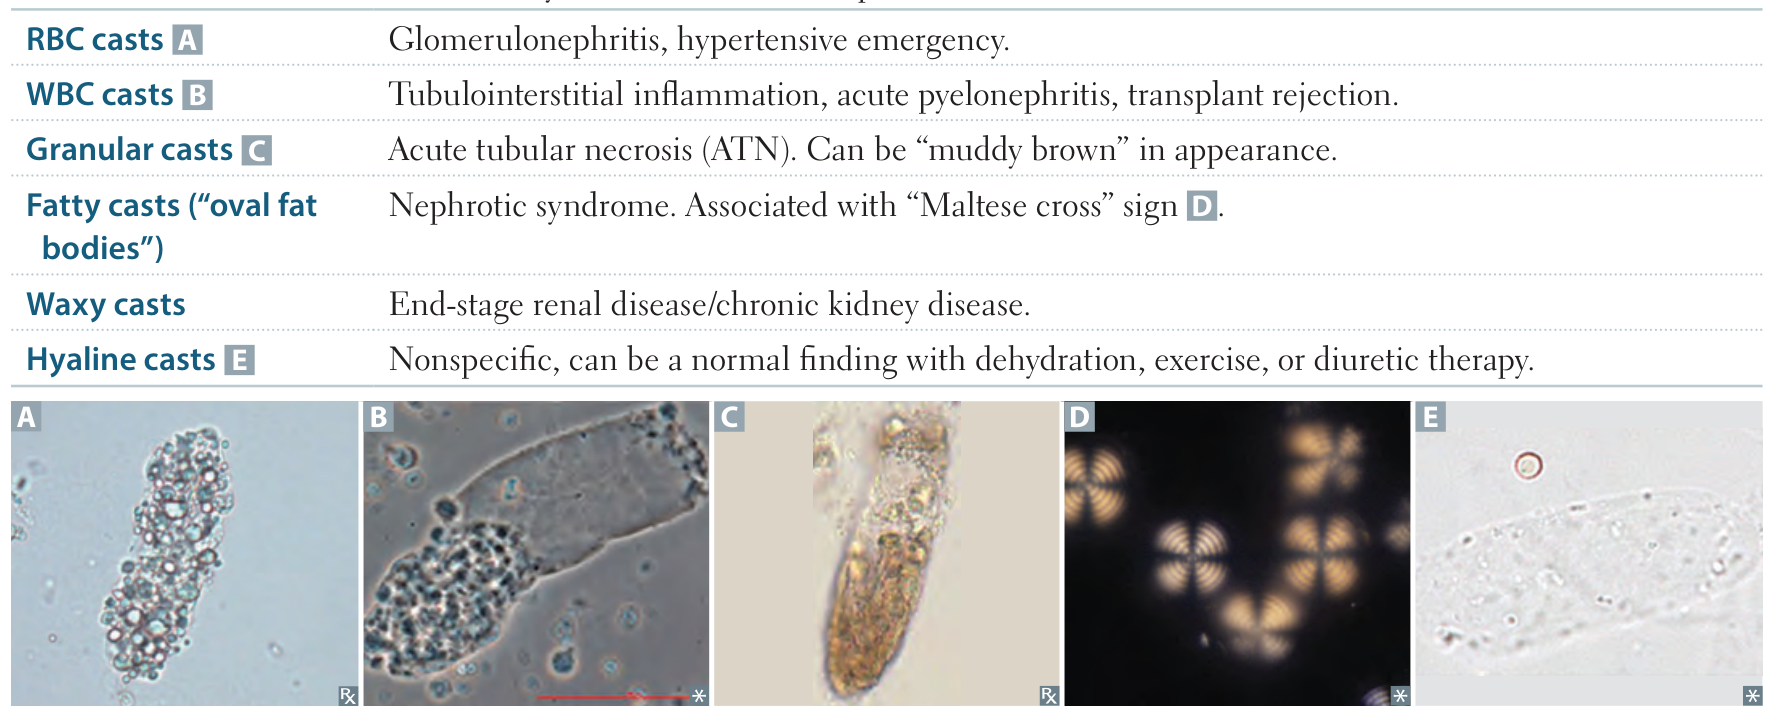 RBC casts A Glomerulonephritis, hypertensive emergency.
WBC casts B Tubulointerstitial inflammation, acute pyelonephritis, transplant rejection.
Granular casts C Acute tubular necrosis (ATN). Can be “muddy brown” in appearance.
Fatty casts (“oval fat Nephrotic syndrome. Associated with “Maltese cross” sign D.
bodies”)
Waxy casts End-stage renal disease/chronic kidney disease.
Hyaline casts E Nonspecific, can be a normal finding with dehydration, exercise, or diuretic therapy.
A B C D E
℞ * ℞ * *